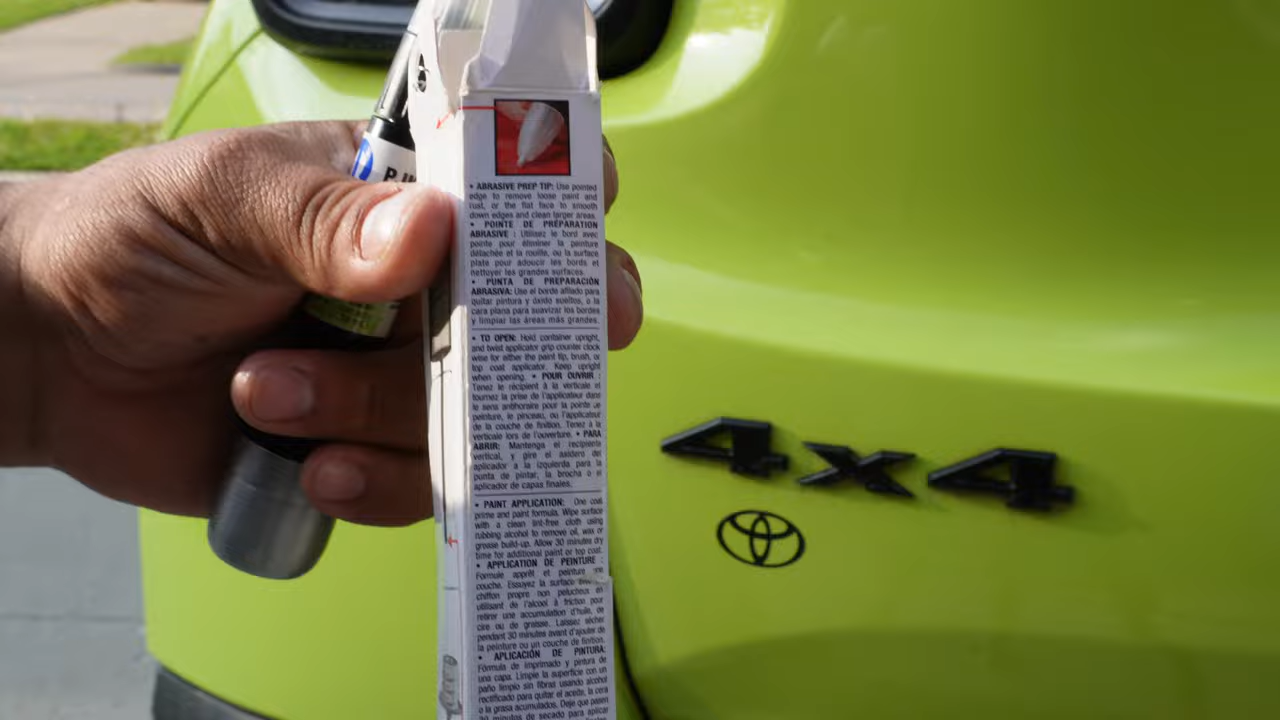 • ABRASIVE PREP TIP: Use pointed
edge to remove loose paint and
rust, or the flat face to smooth
down edges and clean larger areas.
• POINTE DE PRÉPARATION
ABRASIVE : Utilisez le bord avec
pointe pour éliminer la peinture
détachée et la rouille, ou la surface
plate pour adoucir les bords et
nettoyer les grandes surfaces.
• PUNTA DE PREPARACIÓN
ABRASIVA: Use el borde afilado para
quitar pintura y óxido sueltos, o la
cara plana para suavizar los bordes
y limpiar las áreas más grandes.
• TO OPEN: Hold container upright,
and twist applicator grip counter clock
wise for either the paint tip, brush, or
top coat applicator. Keep upright
when opening. • POUR OUVRIR :
Tenez le récipient à la verticale et
tournez la prise de l'applicateur dans
le sens antihoraire pour la pointe de
peinture, le pinceau, ou l'applicateur
de la couche de finition. Tenez à la
verticale lors de l'ouverture. • PARA
ABRIR: Mantenga el recipiente
vertical, y gire el asidero del
aplicador a la izquierda para la
punta de pintar, la brocha o el
aplicador de capas finales.
• PAINT APPLICATION: One coat
prime and paint formula. Wipe surface
with a clean lint-free cloth using
rubbing alcohol to remove oil, wax or
grease build-up. Allow 30 minutes dry
time for additional paint or top coat.
• APPLICATION DE PEINTURE :
Formule apprêt et peinture une
couche. Essuyez la surface avec un
chiffon propre non pelucheux en
utilisant de l'alcool à friction pour
retirer une accumulation d'huile, de
cire ou de graisse. Laissez sécher
pendant 30 minutes avant d'ajouter de
la peinture ou un couche de finition.
• APLICACIÓN DE PINTURA:
Fórmula de imprimado y pintura de
una capa. Limpie la superficie con un
paño limpio sin fibras usando alcohol
rectificado para quitar el aceite, la cera
o la grasa acumulados. Deje que pasen
30 minutos de secado para aplicar
4x4